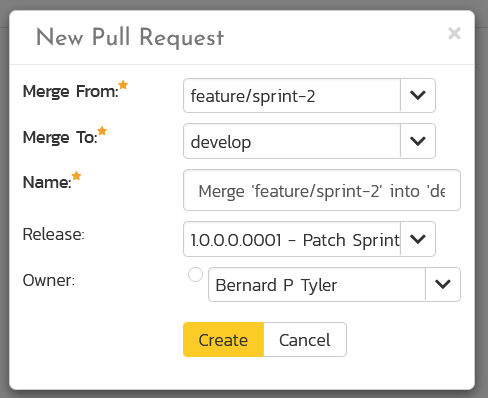 New Pull Request ×
Merge From:* feature/sprint-2
Merge To:* develop
Name:* Merge 'feature/sprint-2' into 'de
Release: 1.0.0.0.0001 - Patch Sprint
Owner: Bernard P Tyler
Create Cancel